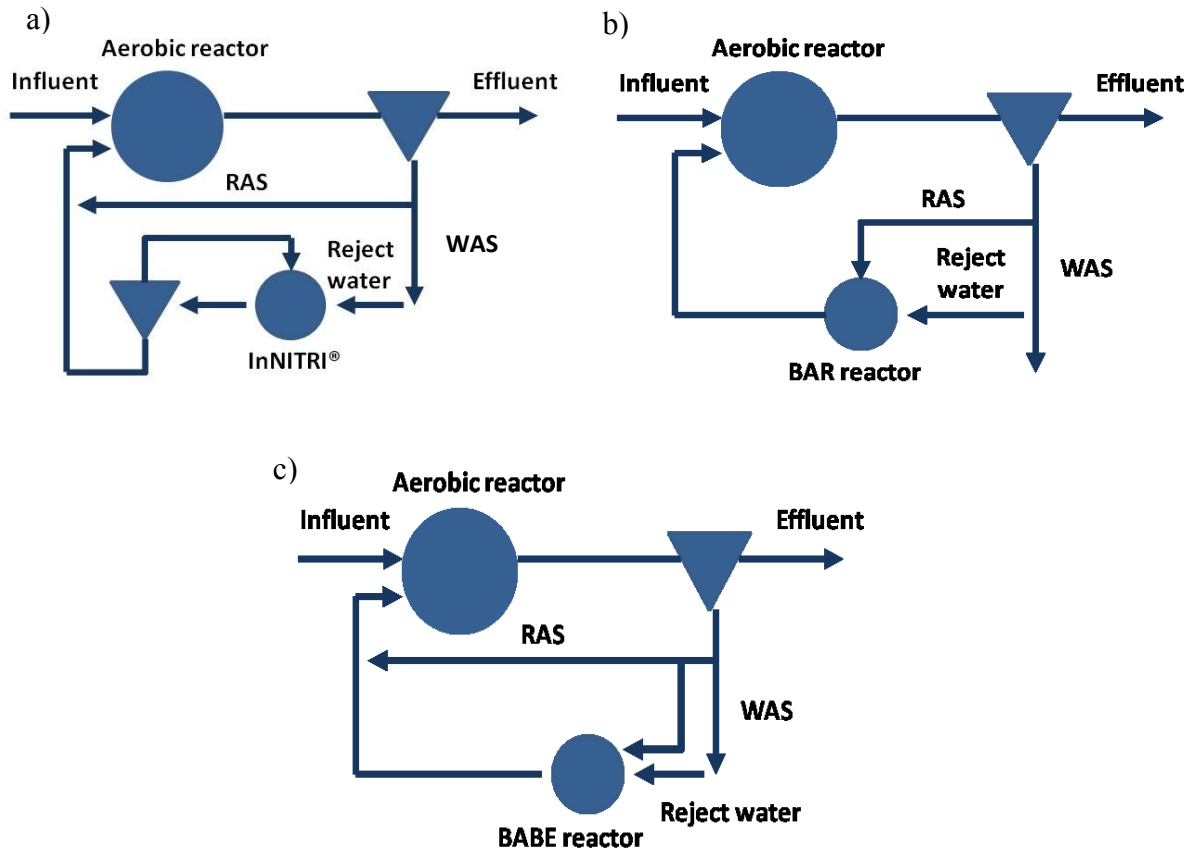 a)
Aerobic reactor
Influent
Effluent
RAS
WAS
Reject
water
InNITRI®
b)
Aerobic reactor
Influent
Effluent
RAS
WAS
Reject
water
BAR reactor
c)
Aerobic reactor
Influent
Effluent
RAS
WAS
Reject water
BABE reactor